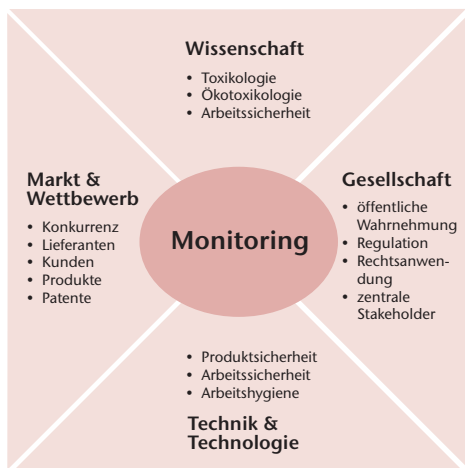 Wissenschaft
• Toxikologie
• Ökotoxikologie
• Arbeitssicherheit
Markt &
Wettbewerb
• Konkurrenz
• Lieferanten
• Kunden
• Produkte
• Patente
Monitoring
Gesellschaft
• öffentliche
Wahrnehmung
• Regulation
• Rechtsanwen-
dung
• zentrale
Stakeholder
• Produktsicherheit
• Arbeitssicherheit
• Arbeitshygiene
Technik &
Technologie